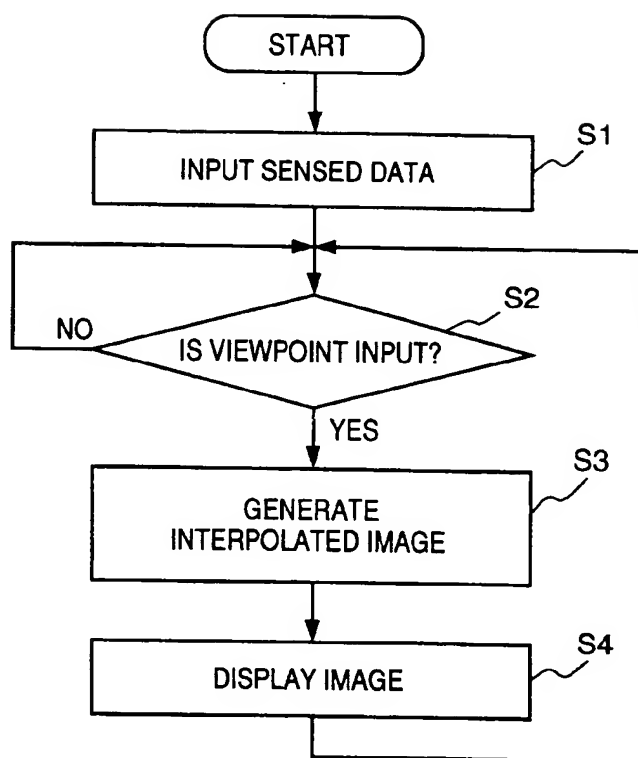 START
S1
INPUT SENSED DATA
S2
NO
IS VIEWPOINT INPUT?
YES
S3
GENERATE
INTERPOLATED IMAGE
S4
DISPLAY IMAGE